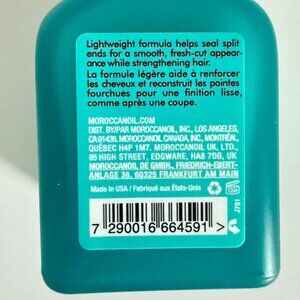 Lightweight formula helps seal split
ends for a smooth, fresh-cut appear-
ance while strengthening hair.
La formule légère aide à renforcer
les cheveux et reconstruit les pointes
fourchues pour une finition lisse,
comme après une coupe.
MOROCCANOIL.COM
DIST. BY/PAR MOROCCANOIL, INC., LOS ANGELES,
CA 91436. MOROCCANOIL CANADA, INC., MONTRÉAL,
QUÉBEC H4P 1M7. MOROCCANOIL UK, LTD.,
95 HIGH STREET, EDGWARE, HA8 7DB, UK
MOROCCANOIL DE GMBH., FRIEDRICH-EBERT-
ANLAGE 36, 60325 FRANKFURT AM MAIN
Made in USA / Fabriqué aux États-Unis
12M
7 290016 664591 >
J701